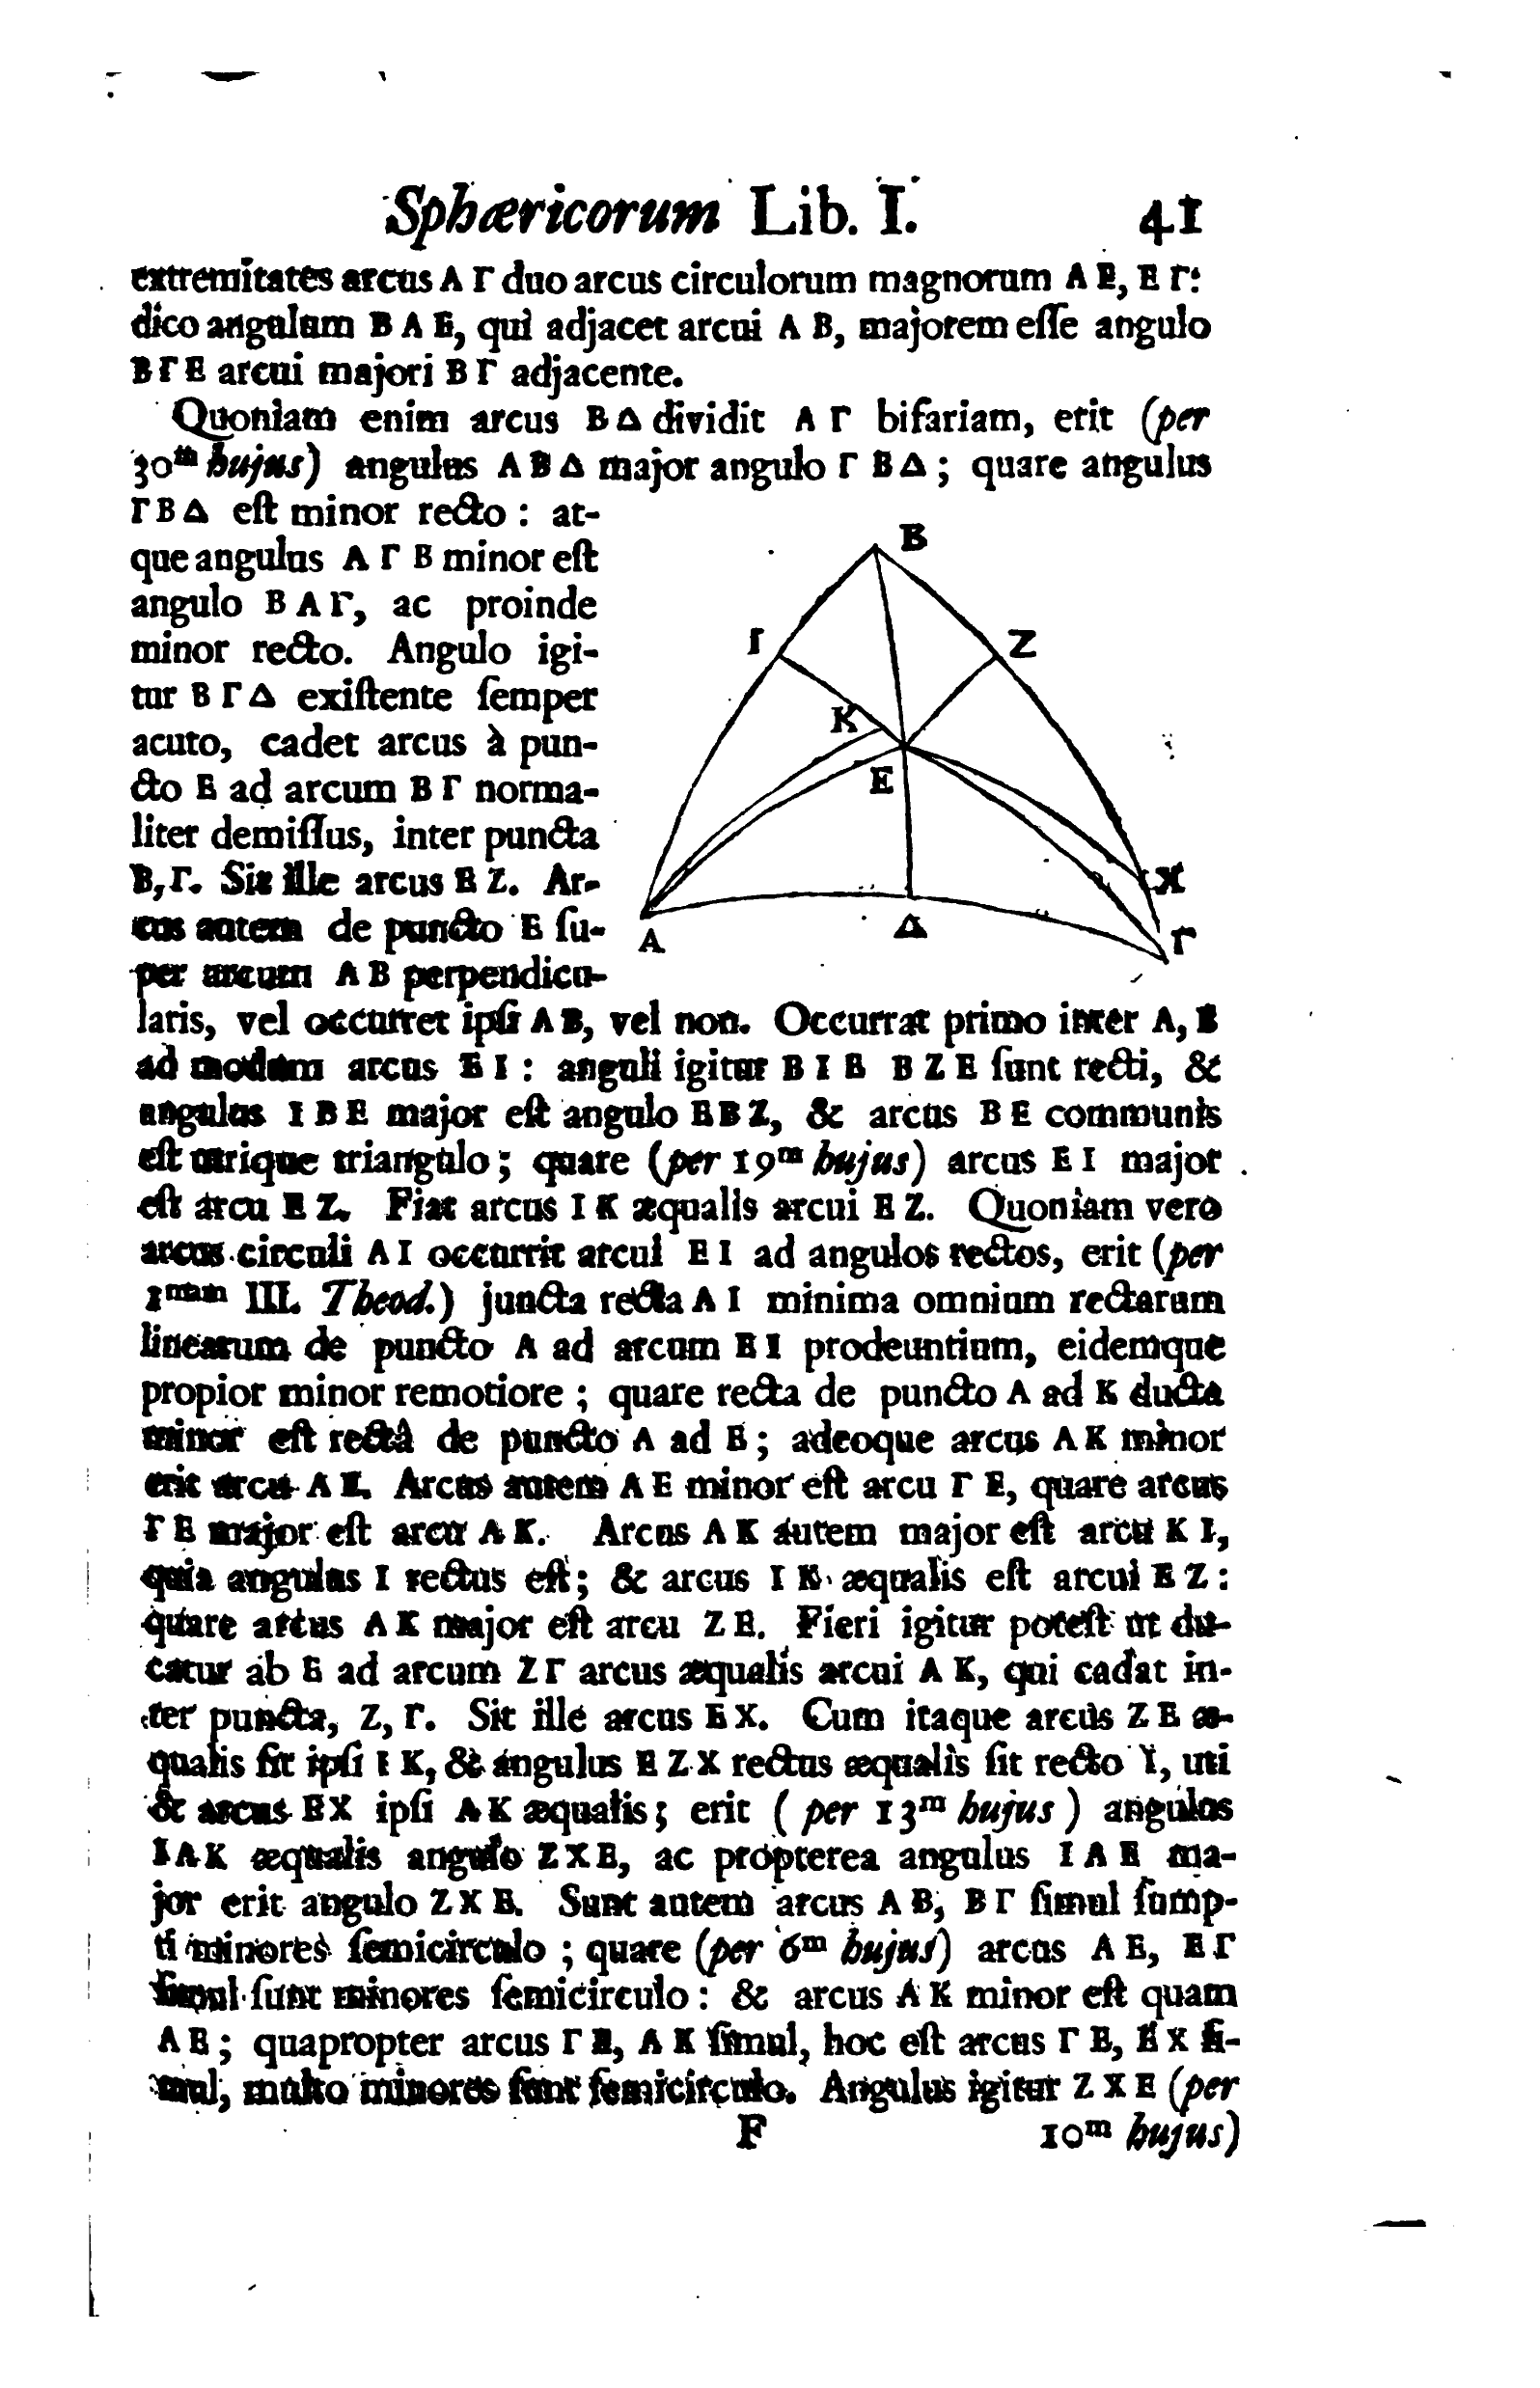 Sphæricorum Lib. I. 41
extremitates arcus A Γ duo arcus circulorum magnorum A E, E Γ:
dico angulum B A E, qui adjacet arcui A B, majorem eſſe angulo
B Γ E arcui majori B Γ adjacente.
Quoniam enim arcus B Δ dividit A Γ bifariam, erit (per
30m hujus) angulus A B Δ major angulo Γ B Δ; quare angulus
Γ B Δ eſt minor recto: at-
que angulus A Γ B minor eſt
angulo B A Γ, ac proinde
minor recto. Angulo igi-
tur B Γ Δ exiſtente ſemper
acuto, cadet arcus à pun-
cto E ad arcum B Γ norma-
liter demiſſus, inter puncta
B, Γ. Sit ille arcus E Z. Ar-
cus autem de puncto E ſu-
per arcum A B perpendicu-
laris, vel occurret ipſi A B, vel non. Occurrat primo inter A, B
ad modum arcus E I: anguli igitur B I E B Z E ſunt recti, &
angulus I B E major eſt angulo E B Z, & arcus B E communis
eſt utrique triangulo; quare (per 19m hujus) arcus E I major
eſt arcu E Z. Fiat arcus I K æqualis arcui E Z. Quoniam vero
arcus circuli A I occurrit arcui E I ad angulos rectos, erit (per
1mam III. Theod.) juncta recta A I minima omnium rectarum
linearum de puncto A ad arcum E I prodeuntium, eidemque
propior minor remotiore; quare recta de puncto A ad K ducta
minor eſt rectâ de puncto A ad E; adeoque arcus A K minor
erit arcu A E. Arcus autem A E minor eſt arcu Γ E, quare arcus
Γ E major eſt arcu A K. Arcus A K autem major eſt arcu K I,
quia angulus I rectus eſt; & arcus I K æqualis eſt arcui E Z:
quare arcus A K major eſt arcu Z E. Fieri igitur poteſt ut du-
catur ab E ad arcum Z Γ arcus æqualis arcui A K, qui cadat in-
ter puncta, Z, Γ. Sit ille arcus E X. Cum itaque arcus Z E æ-
qualis ſit ipſi I K, & angulus E Z X rectus æqualis ſit recto I, uti
& arcus E X ipſi A K æqualis; erit (per 13m hujus) angulus
I A K æqualis angulo Z X E, ac propterea angulus I A E ma-
jor erit angulo Z X E. Sunt autem arcus A B, B Γ ſimul ſump-
ti minores ſemicirculo; quare (per 6m hujus) arcus A E, E Γ
ſimul ſunt minores ſemicirculo: & arcus A K minor eſt quam
A E; quapropter arcus Γ E, A K ſimul, hoc eſt arcus Γ E, E X ſi-
mul, multo minores ſunt ſemicirculo. Angulus igitur Z X E (per
F 10m hujus)
B
I
Z
K
E
X
A
Δ
Γ